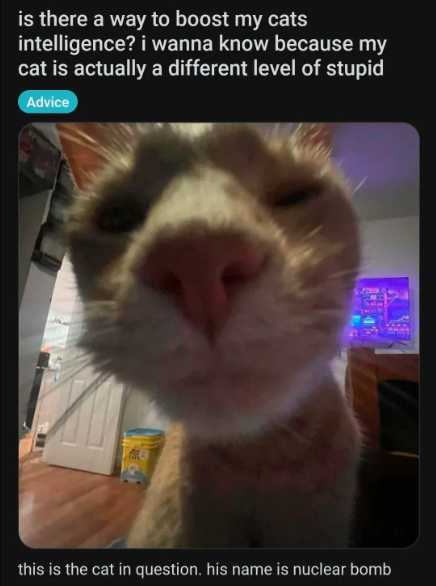 is there a way to boost my cats
intelligence? i wanna know because my
cat is actually a different level of stupid
Advice
this is the cat in question. his name is nuclear bomb